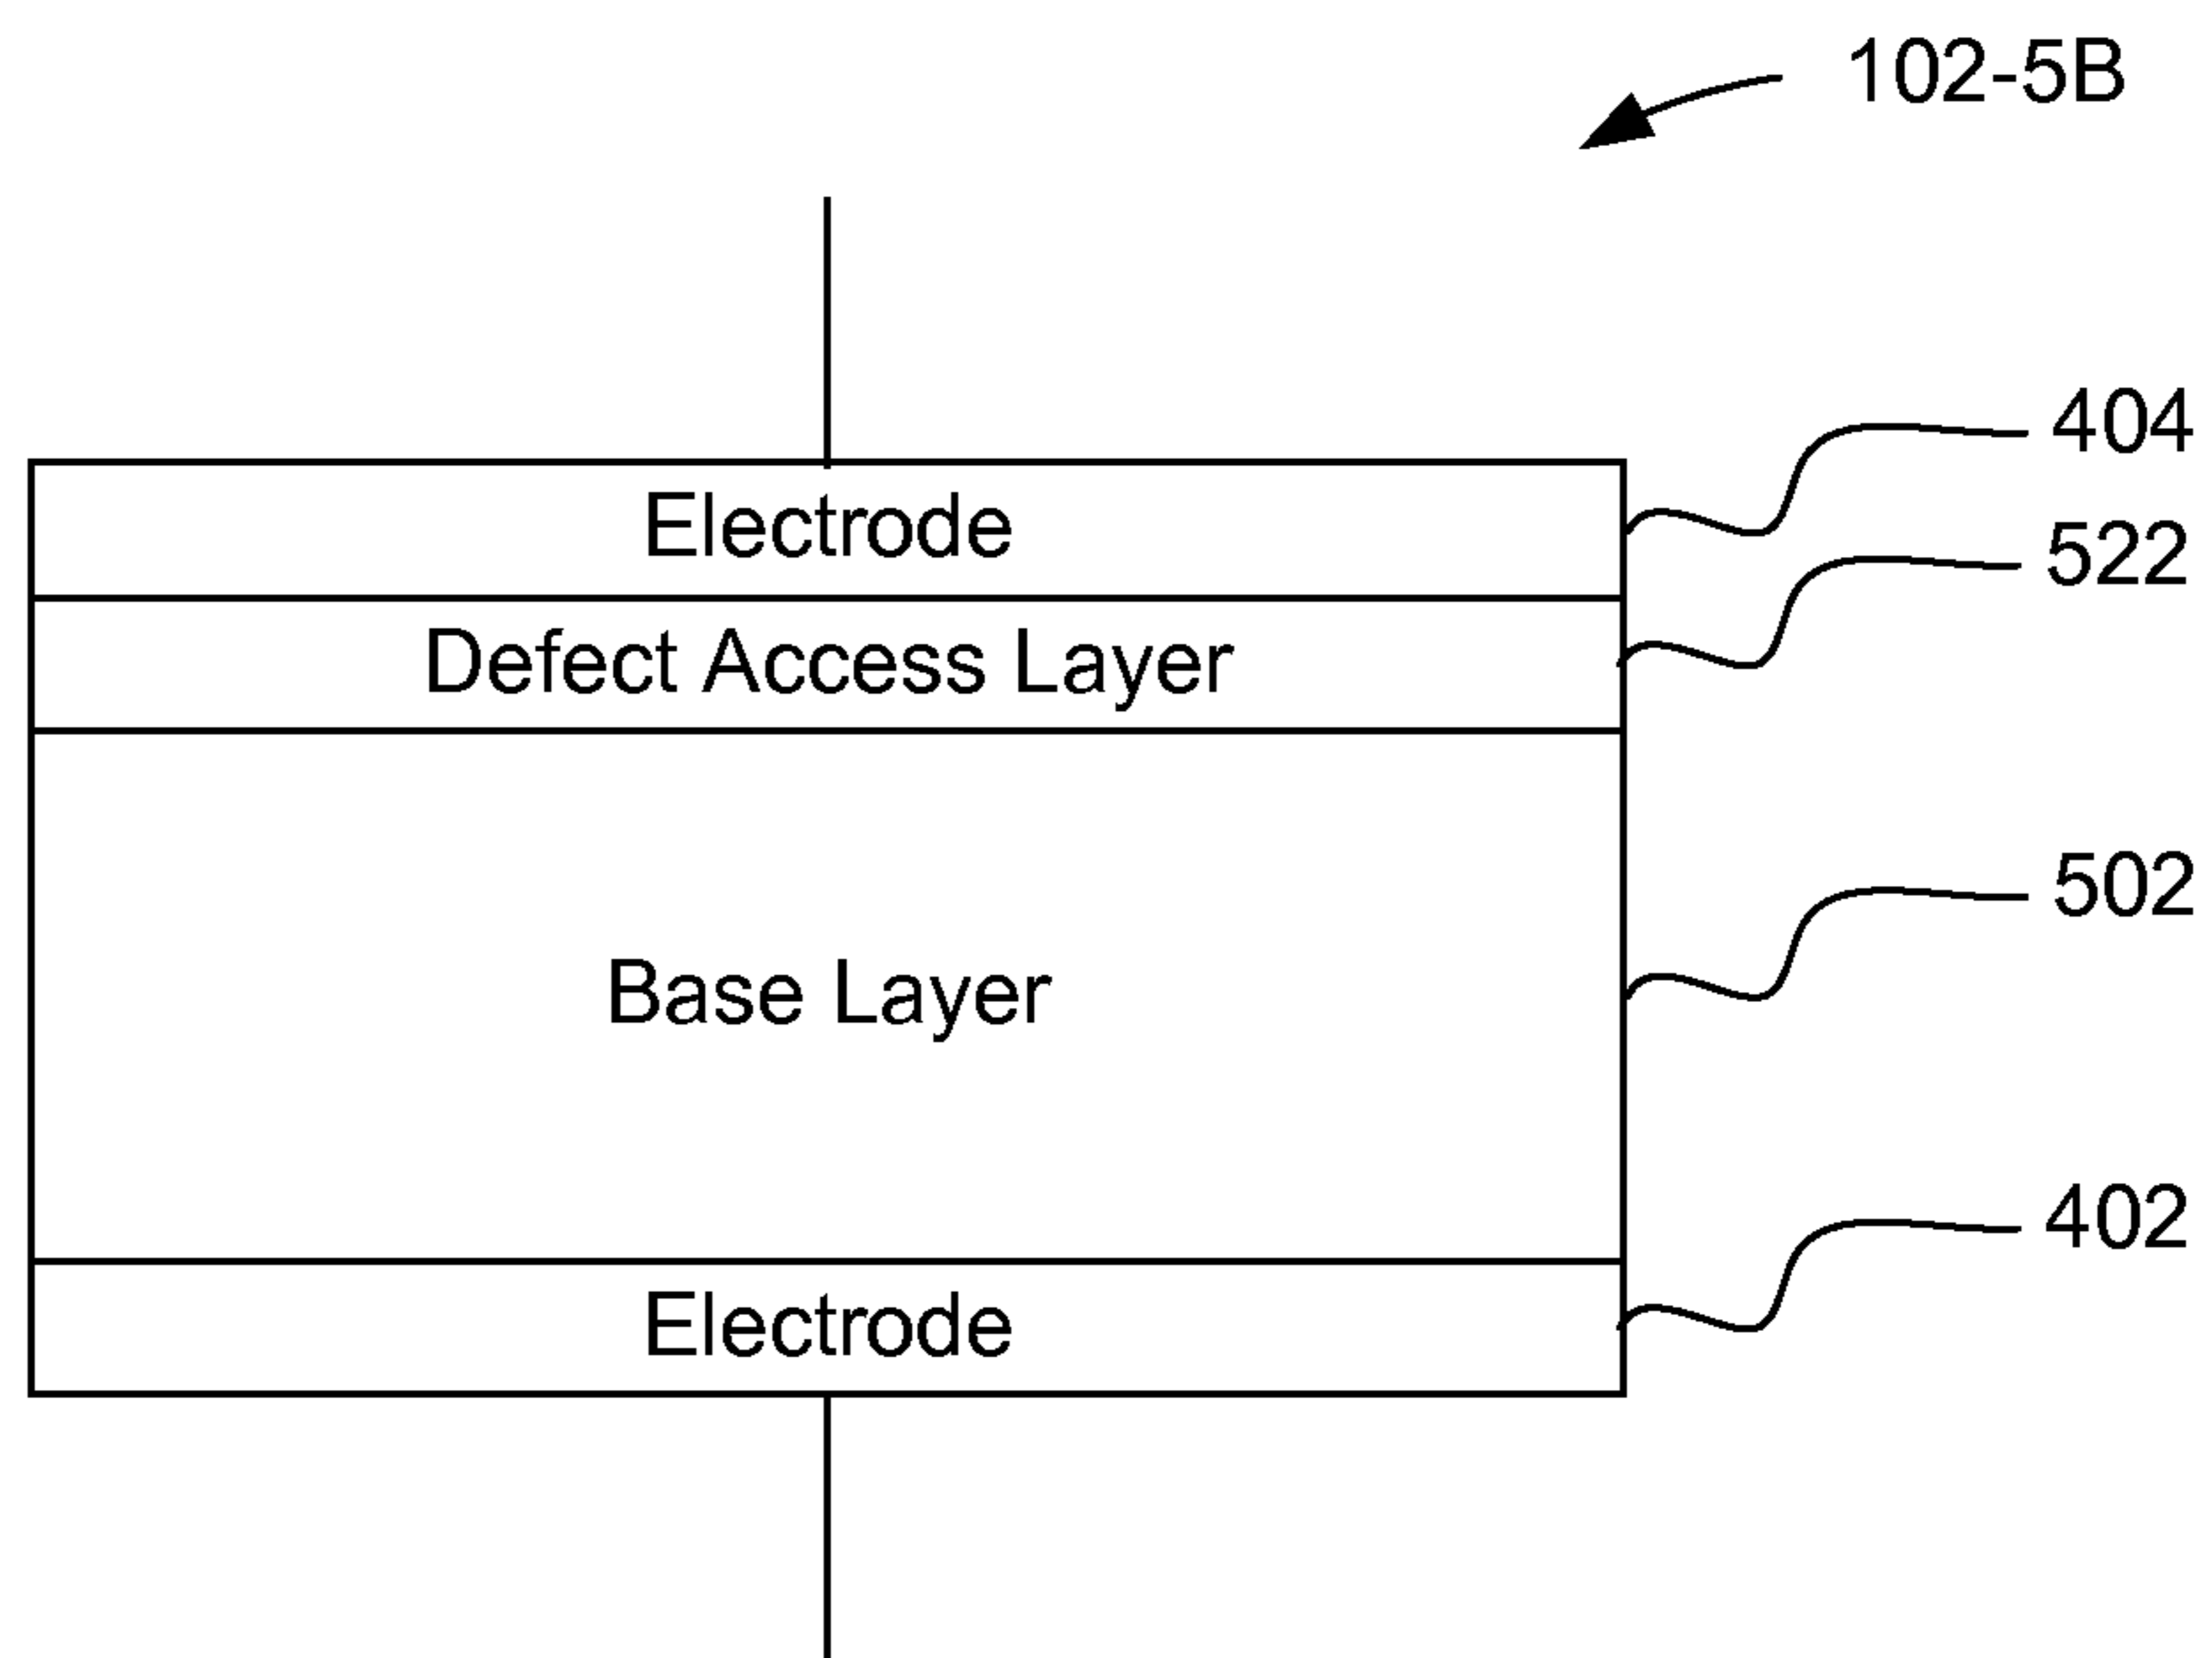 102-5B
404
Electrode
522
Defect Access Layer
502
Base Layer
402
Electrode